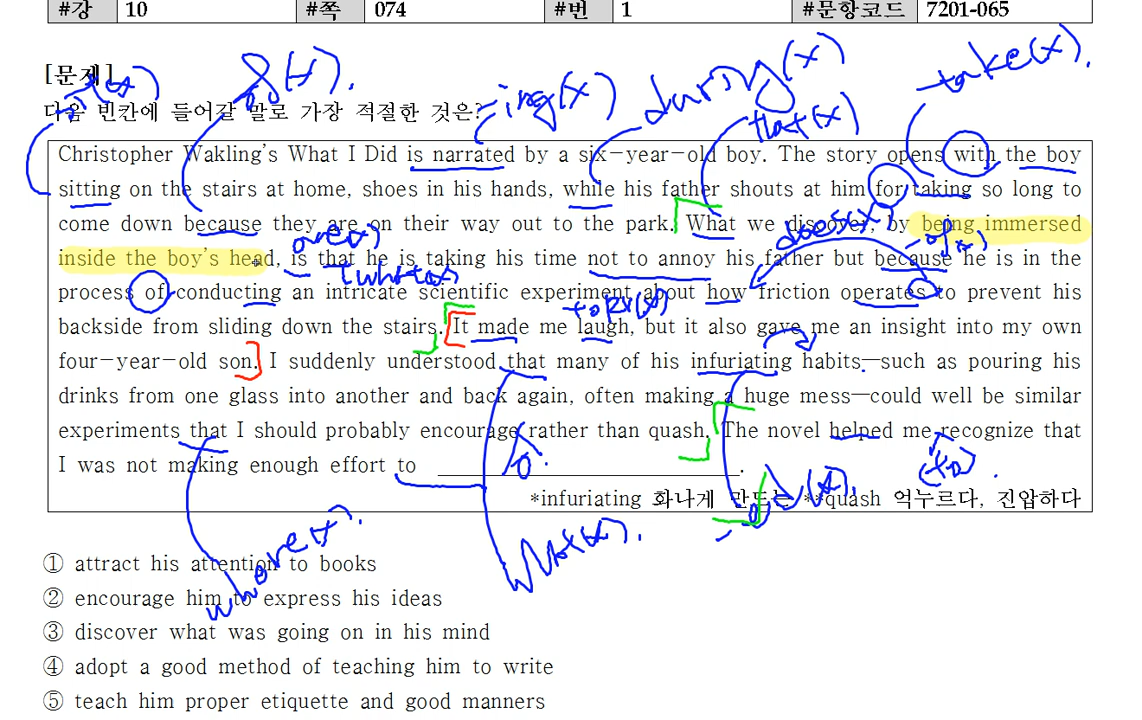 #강 10 #쪽 074 #번 1 #문항코드 7201-065
[문제]
다음 빈칸에 들어갈 말로 가장 적절한 것은?
-ing(x) during(x) take(x).
that(x)
Christopher Wakling's What I Did is narrated by a six-year-old boy. The story opens with the boy
sitting on the stairs at home, shoes in his hands, while his father shouts at him for taking so long to
come down because they are on their way out to the park. What we discover, by being immersed
does(x)
inside the boy's head, is that he is taking his time not to annoy his father but because he is in the
are(x) what(x) -of(x)
process of conducting an intricate scientific experiment about how friction operates to prevent his
to(x)
backside from sliding down the stairs. It made me laugh, but it also gave me an insight into my own
four-year-old son. I suddenly understood that many of his infuriating habits—such as pouring his
drinks from one glass into another and back again, often making a huge mess—could well be similar
experiments that I should probably encourage rather than quash. The novel helped me recognize that
I was not making enough effort to ____________________.
(to)
*infuriating 화나게 만드는 **quash 억누르다, 진압하다
-ed(x).
where(x). what(x).
① attract his attention to books
② encourage him to express his ideas
③ discover what was going on in his mind
④ adopt a good method of teaching him to write
⑤ teach him proper etiquette and good manners